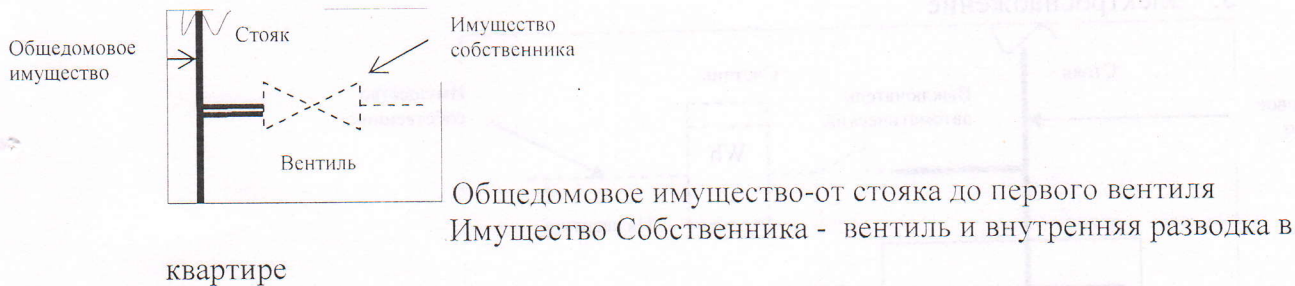 Общедомовое
имущество
Стояк
Имущество
собственника
Вентиль
Общедомовое имущество-от стояка до первого вентиля
Имущество Собственника - вентиль и внутренняя разводка в
квартире